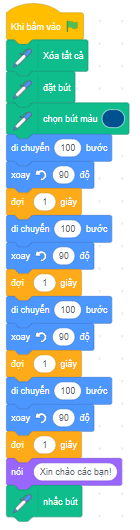 Khi bấm vào
Xóa tất cả
đặt bút
chọn bút màu
di chuyển 100 bước
xoay 90 độ
đợi 1 giây
di chuyển 100 bước
xoay 90 độ
đợi 1 giây
di chuyển 100 bước
xoay 90 độ
đợi 1 giây
di chuyển 100 bước
xoay 90 độ
đợi 1 giây
nói Xin chào các bạn!
nhấc bút